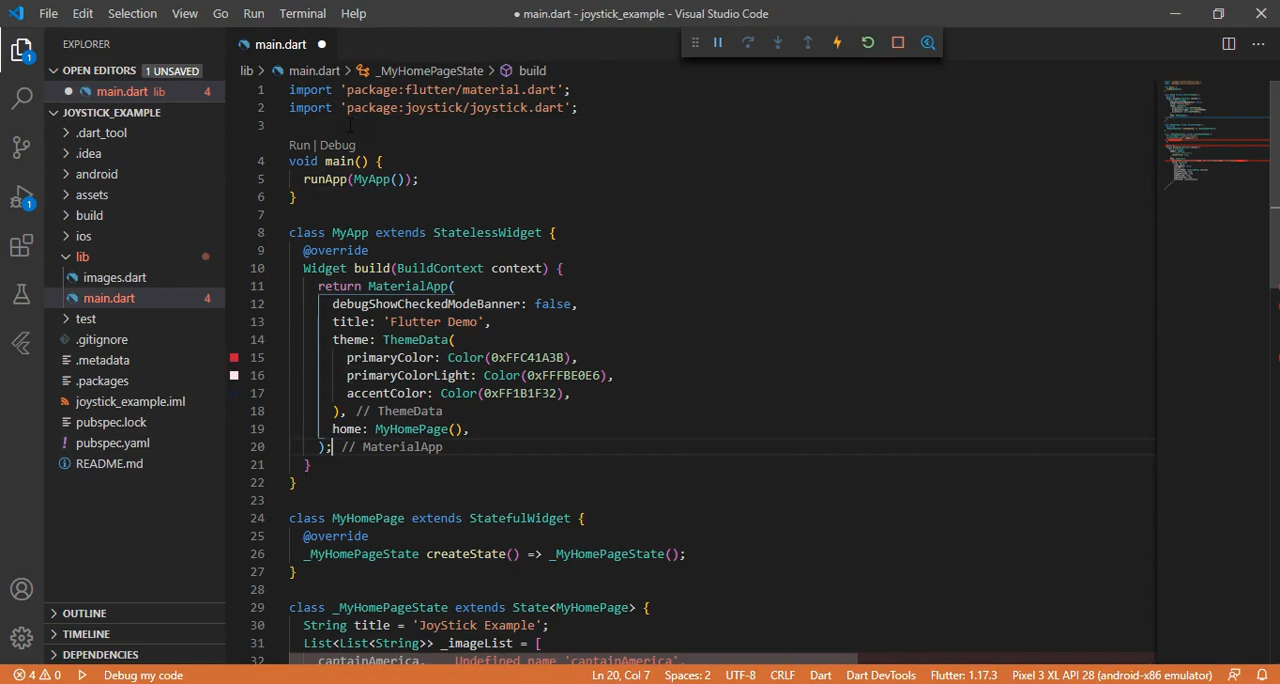 File Edit Selection View Go Run Terminal Help
● main.dart - joystick_example - Visual Studio Code
EXPLORER
OPEN EDITORS 1 UNSAVED
● main.dart lib 4
JOYSTICK_EXAMPLE
.dart_tool
.idea
android
assets
build
ios
lib
images.dart
main.dart 4
test
.gitignore
.metadata
.packages
joystick_example.iml
pubspec.lock
pubspec.yaml
README.md
OUTLINE
TIMELINE
DEPENDENCIES
1
1
main.dart ●
lib > main.dart > _MyHomePageState > build
1 import 'package:flutter/material.dart';
2 import 'package:joystick/joystick.dart';
3
Run | Debug
4 void main() {
5 runApp(MyApp());
6 }
7
8 class MyApp extends StatelessWidget {
9 @override
10 Widget build(BuildContext context) {
11 return MaterialApp(
12 debugShowCheckedModeBanner: false,
13 title: 'Flutter Demo',
14 theme: ThemeData(
15 primaryColor: Color(0xFFC41A3B),
16 primaryColorLight: Color(0xFFFBE0E6),
17 accentColor: Color(0xFF1B1F32),
18 ), // ThemeData
19 home: MyHomePage(),
20 ); // MaterialApp
21 }
22 }
23
24 class MyHomePage extends StatefulWidget {
25 @override
26 _MyHomePageState createState() => _MyHomePageState();
27 }
28
29 class _MyHomePageState extends State<MyHomePage> {
30 String title = 'JoyStick Example';
31 List<List<String>> _imageList = [
32 captainAmerica, Undefined name 'captainAmerica'.
4 0 Debug my code
Ln 20, Col 7 Spaces: 2 UTF-8 CRLF Dart Dart DevTools Flutter: 1.17.3 Pixel 3 XL API 28 (android-x86 emulator)